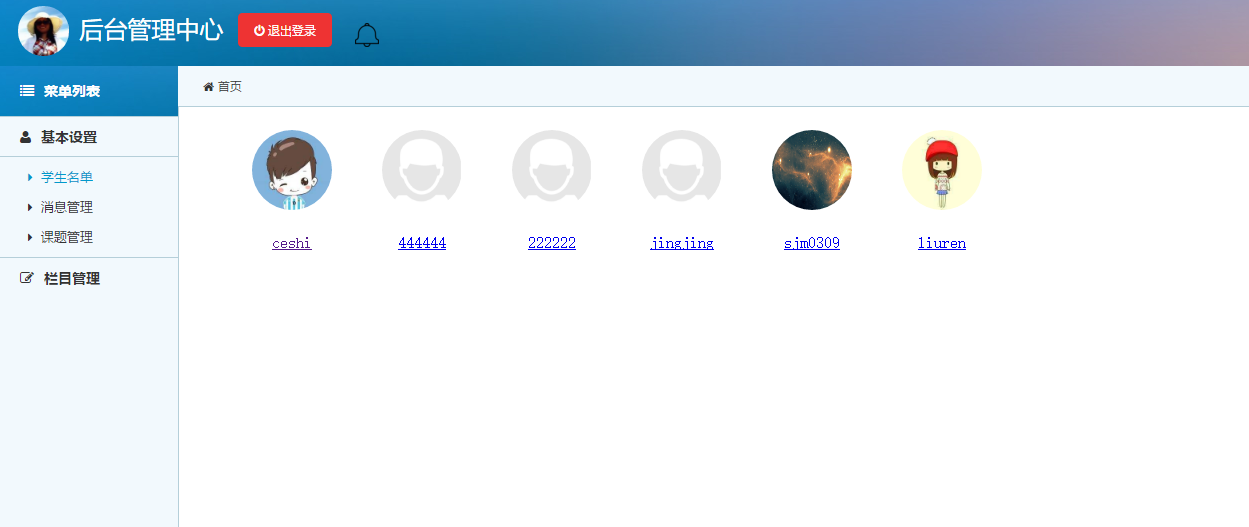 后台管理中心
退出登录
菜单列表
首页
基本设置
学生名单
消息管理
课题管理
栏目管理
ceshi
444444
222222
jingjing
sjm0309
liuren